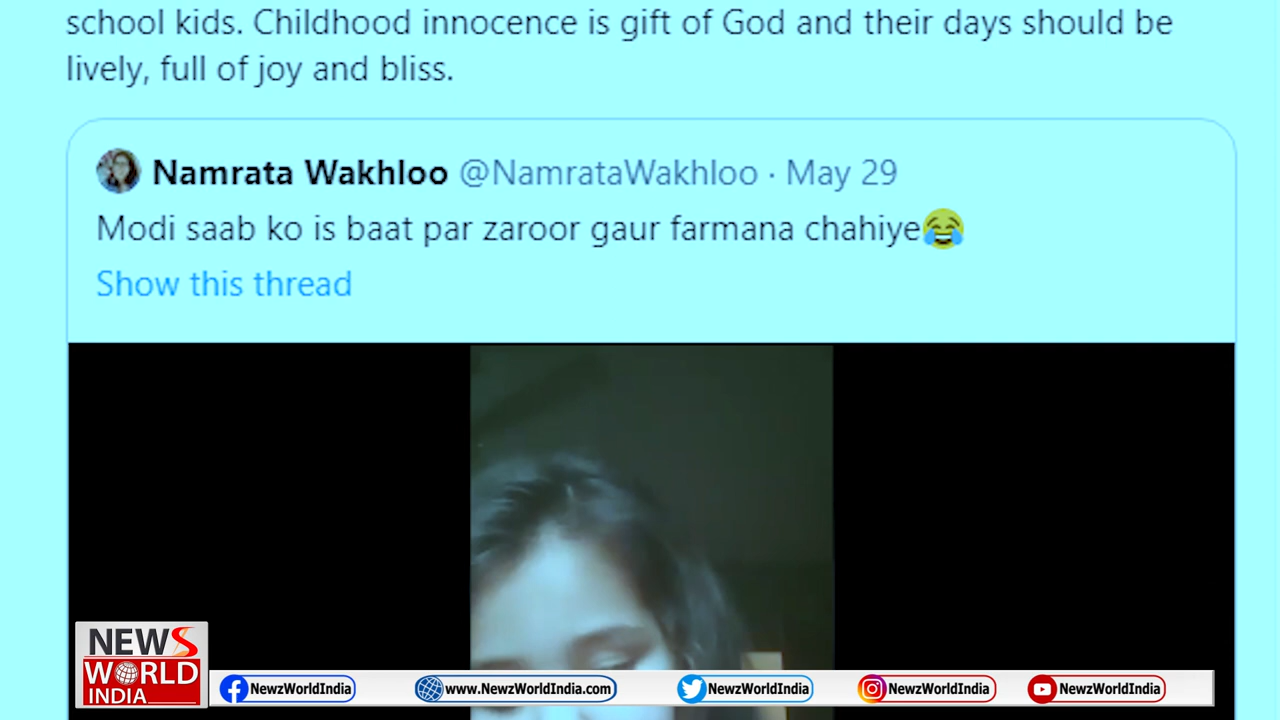 school kids. Childhood innocence is gift of God and their days should be
lively, full of joy and bliss.
Namrata Wakhloo @NamrataWakhloo · May 29
Modi saab ko is baat par zaroor gaur farmana chahiye😂
Show this thread
NEWS
WORLD
INDIA
NewzWorldIndia
www.NewzWorldIndia.com
NewzWorldIndia
NewzWorldIndia
NewzWorldIndia